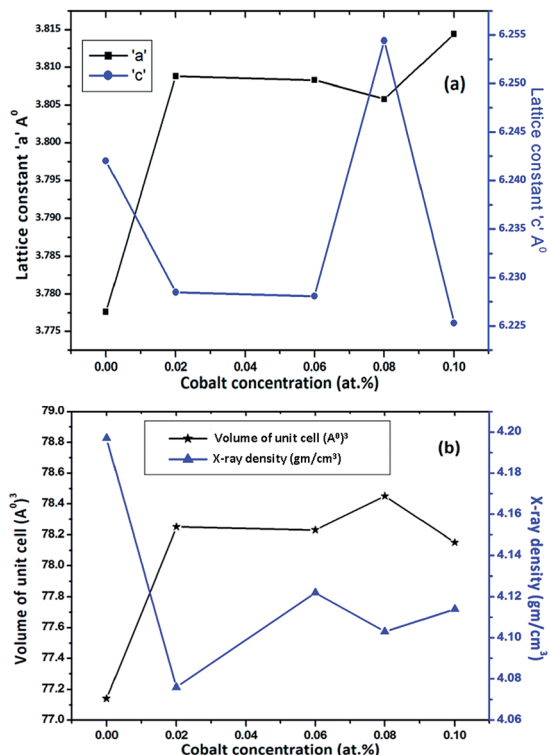 3.815
3.810
3.805
3.800
3.795
3.790
3.785
3.780
3.775
Lattice constant 'a' A⁰
'a'
'c'
(a)
6.255
6.250
6.245
6.240
6.235
6.230
6.225
Lattice constant 'c' A⁰
0.00 0.02 0.04 0.06 0.08 0.10
Cobalt concentration (at.%)
79.0
78.8
78.6
78.4
78.2
78.0
77.8
77.6
77.4
77.2
77.0
Volume of unit cell (A⁰)³
Volume of unit cell (A⁰)³
X-ray density (gm/cm³)
(b)
4.20
4.18
4.16
4.14
4.12
4.10
4.08
4.06
X-ray density (gm/cm³)
0.00 0.02 0.04 0.06 0.08 0.10
Cobalt concentration (at.%)